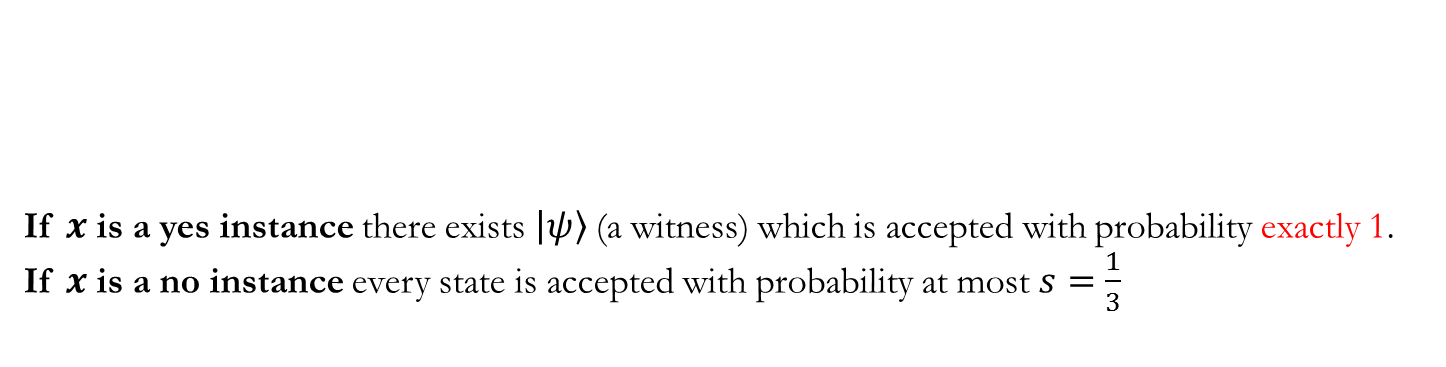 If 𝒙 is a yes instance there exists |𝜓⟩ (a witness) which is accepted with probability exactly 1.
If 𝒙 is a no instance every state is accepted with probability at most 𝑠 = 1/3